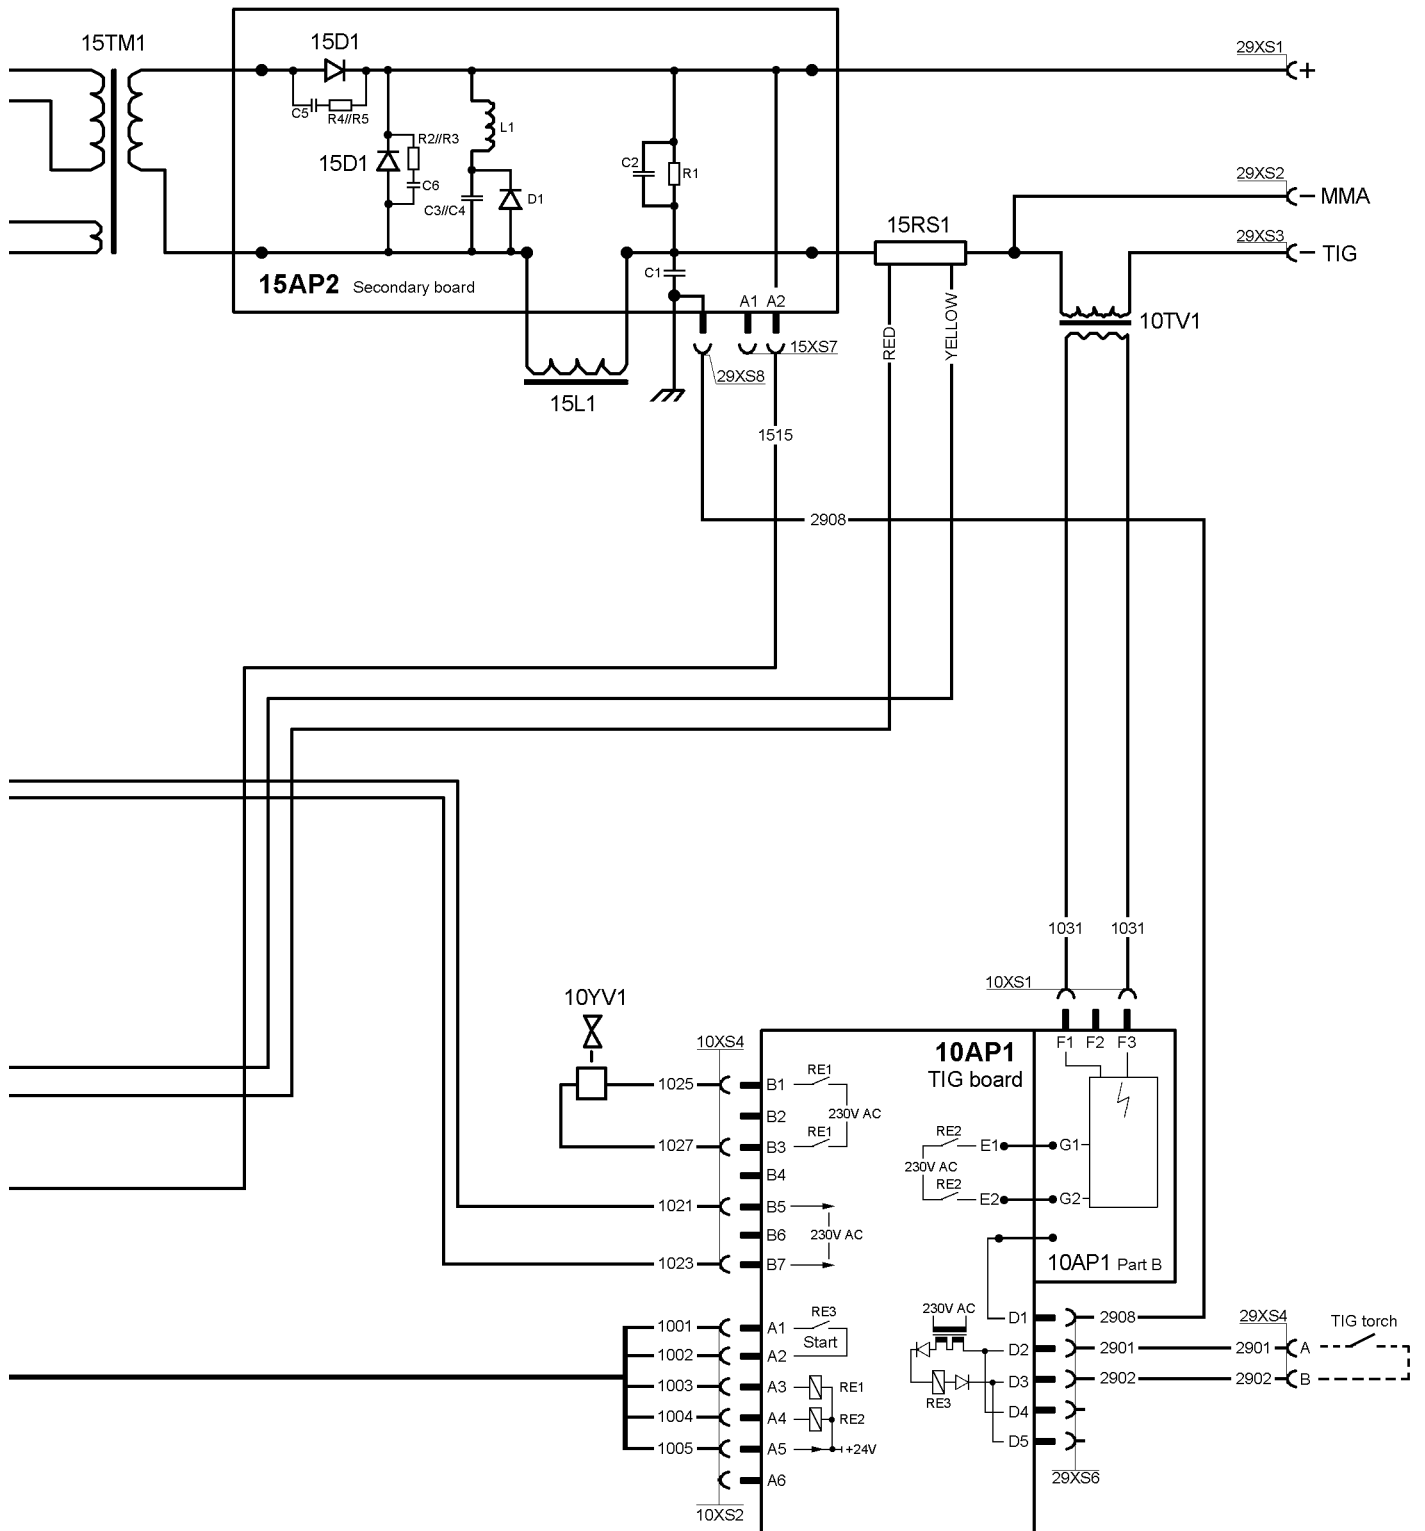 15TM1
15D1
C5
R4//R5
15D1
R2//R3
C6
L1
C3//C4
D1
C2
R1
C1
15AP2 Secondary board
A1 A2
15XS7
29XS8
15L1
1515
2908
29XS1
+
29XS2
− MMA
29XS3
− TIG
15RS1
RED
YELLOW
10TV1
1031 1031
10XS1
F1 F2 F3
10YV1
10XS4
10AP1
TIG board
1025 B1 RE1
B2 230V AC
1027 B3 RE1
B4
1021 B5
B6 230V AC
1023 B7
RE2 E1 G1
230V AC
RE2 E2 G2
10AP1 Part B
1001 A1 RE3
Start
1002 A2
1003 A3 RE1
1004 A4 RE2
1005 A5 +24V
A6
10XS2
230V AC
RE3
D1 2908
D2 2901 2901 A
D3 2902 2902 B
D4
D5
29XS6
29XS4
TIG torch